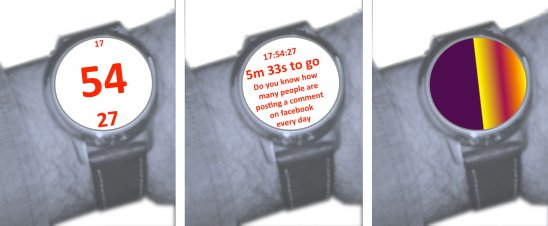 17
54
27
17:54:27
5m 33s to go
Do you know how
many people are
posting a comment
on facebook
every day